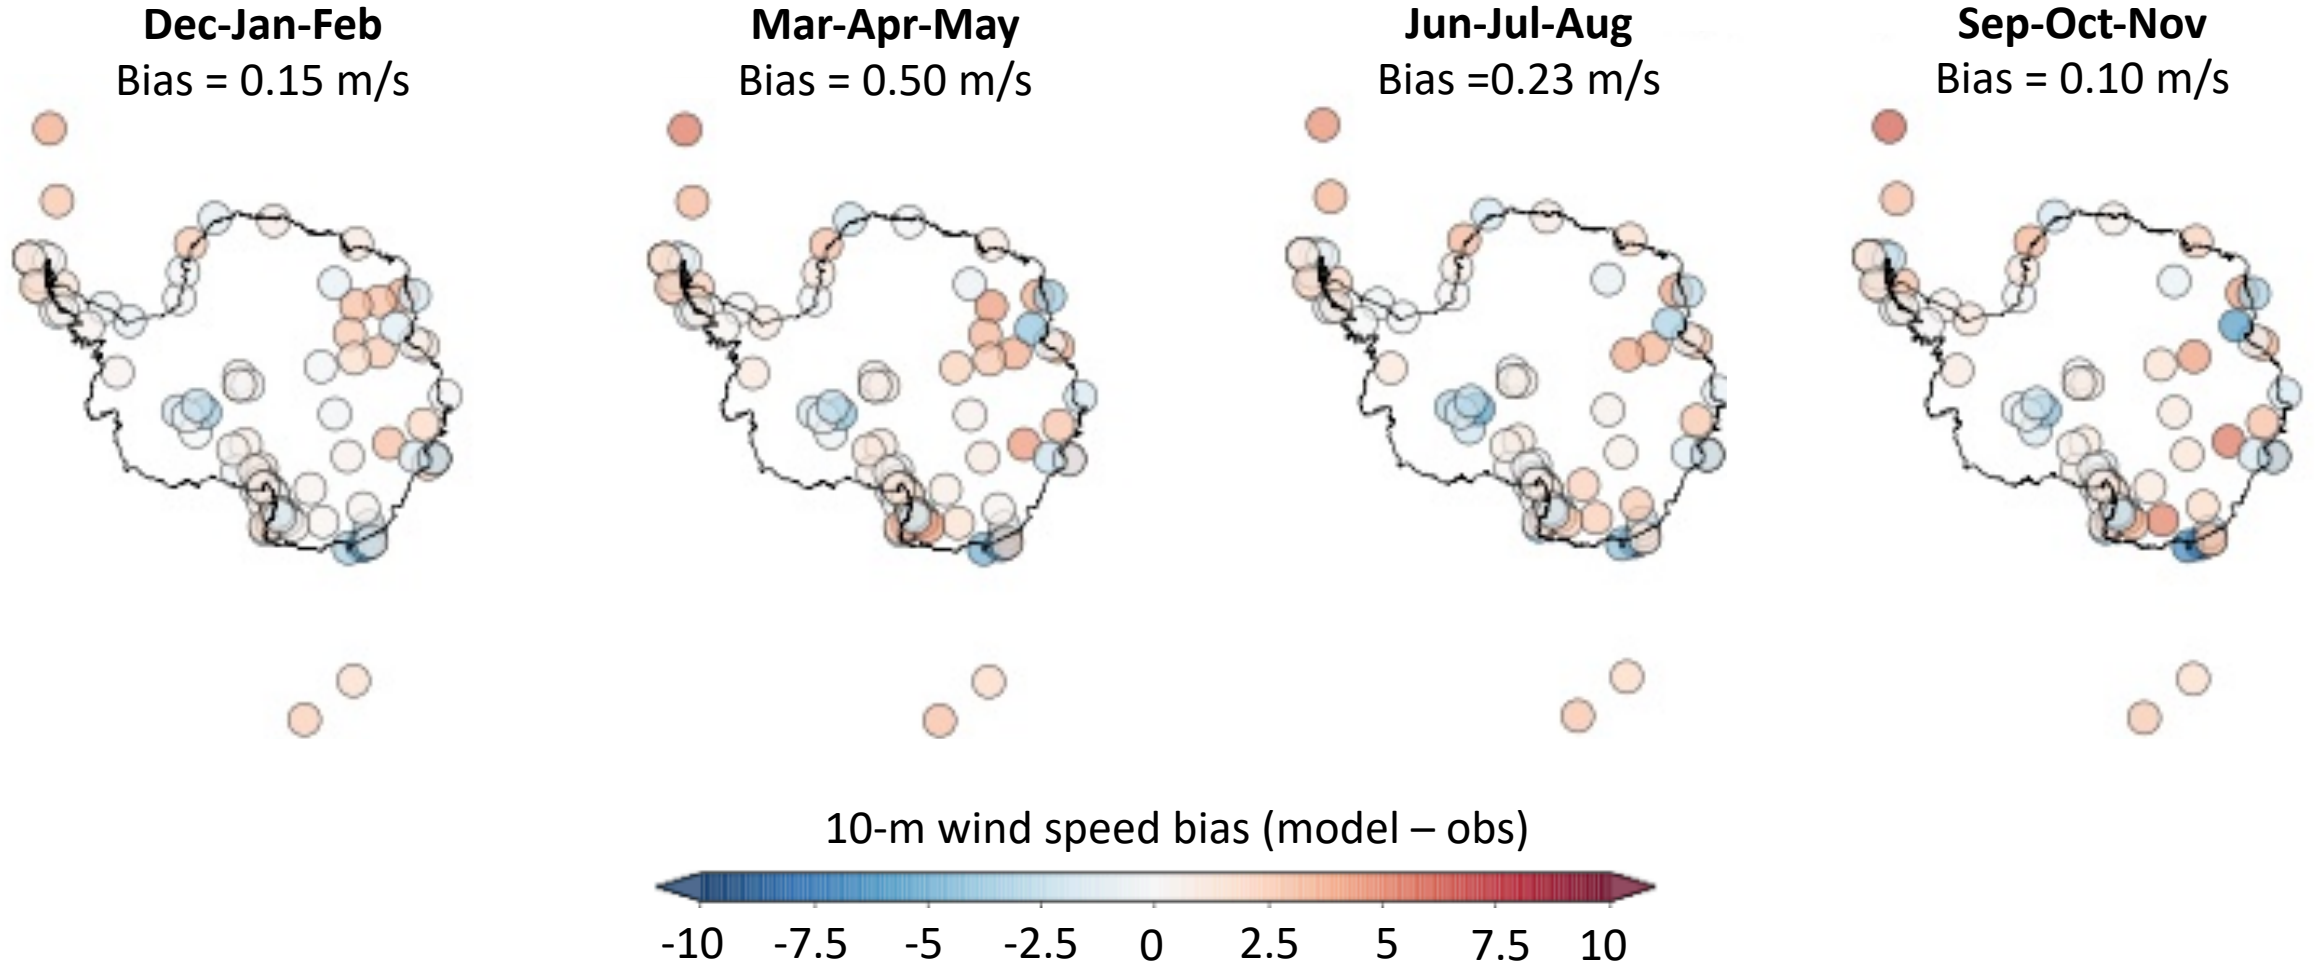 Dec-Jan-Feb
Bias = 0.15 m/s
Mar-Apr-May
Bias = 0.50 m/s
Jun-Jul-Aug
Bias =0.23 m/s
Sep-Oct-Nov
Bias = 0.10 m/s
10-m wind speed bias (model – obs)
-10 -7.5 -5 -2.5 0 2.5 5 7.5 10